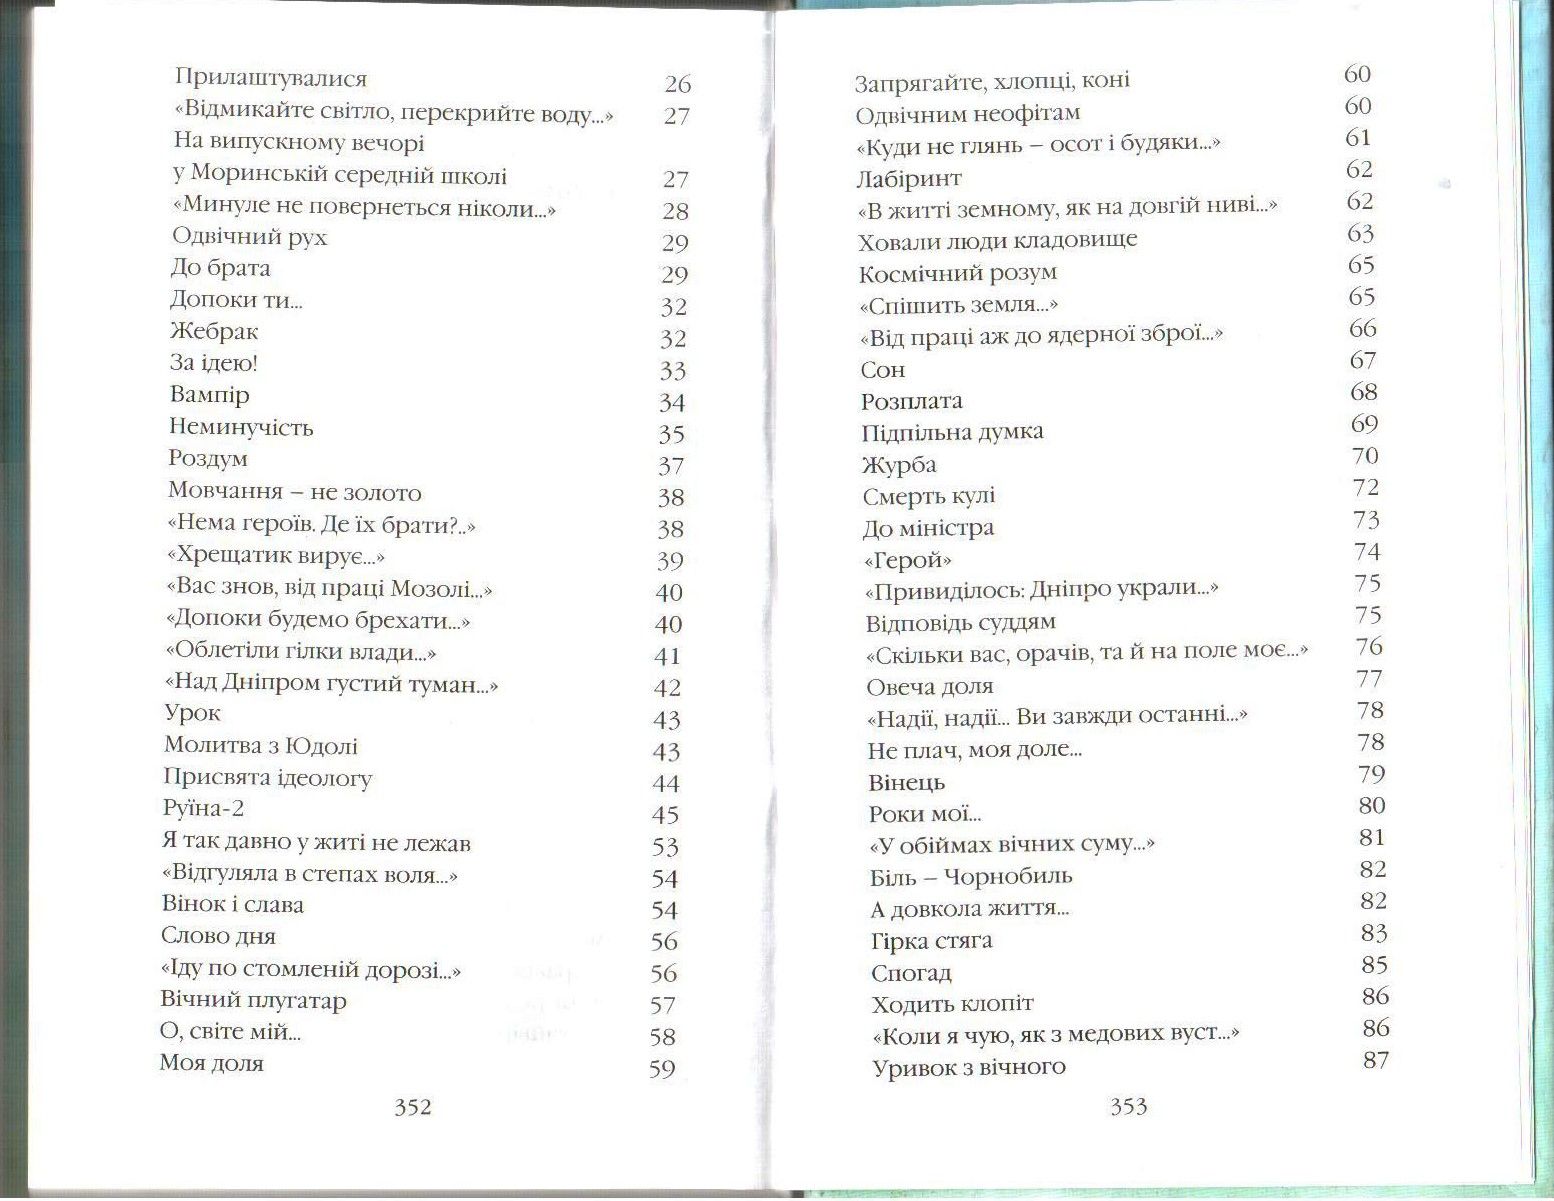 Прилаштувалися 26
«Відмикайте світло, перекрийте воду...» 27
На випускному вечорі
у Моринській середній школі 27
«Минуле не повернеться ніколи...» 28
Одвічний рух 29
До брата 29
Допоки ти... 32
Жебрак 32
За ідею! 33
Вампір 34
Неминучість 35
Роздум 37
Мовчання – не золото 38
«Нема героїв. Де їх брати?..» 38
«Хрещатик вирує...» 39
«Вас знов, від праці Мозолі...» 40
«Допоки будемо брехати...» 40
«Облетіли гілки влади...» 41
«Над Дніпром густий туман...» 42
Урок 43
Молитва з Юдолі 43
Присвята ідеологу 44
Руїна-2 45
Я так давно у житі не лежав 53
«Відгуляла в степах воля...» 54
Вінок і слава 54
Слово дня 56
«Іду по стомленій дорозі...» 56
Вічний плугатар 57
О, світе мій... 58
Моя доля 59
352
Запрягайте, хлопці, коні 60
Одвічним неофітам 60
«Куди не глянь – осот і будяки...» 61
Лабіринт 62
«В житті земному, як на довгій ниві...» 62
Ховали люди кладовище 63
Космічний розум 65
«Спішить земля...» 65
«Від праці аж до ядерної зброї...» 66
Сон 67
Розплата 68
Підпільна думка 69
Журба 70
Смерть кулі 72
До міністра 73
«Герой» 74
«Привиділось: Дніпро украли...» 75
Відповідь суддям 75
«Скільки вас, орачів, та й на поле моє...» 76
Овеча доля 77
«Надії, надії... Ви завжди останні...» 78
Не плач, моя доле... 78
Вінець 79
Роки мої... 80
«У обіймах вічних суму...» 81
Біль – Чорнобиль 82
А довкола життя... 82
Гірка стяга 83
Спогад 85
Ходить клопіт 86
«Коли я чую, як з медових вуст...» 86
Уривок з вічного 87
353